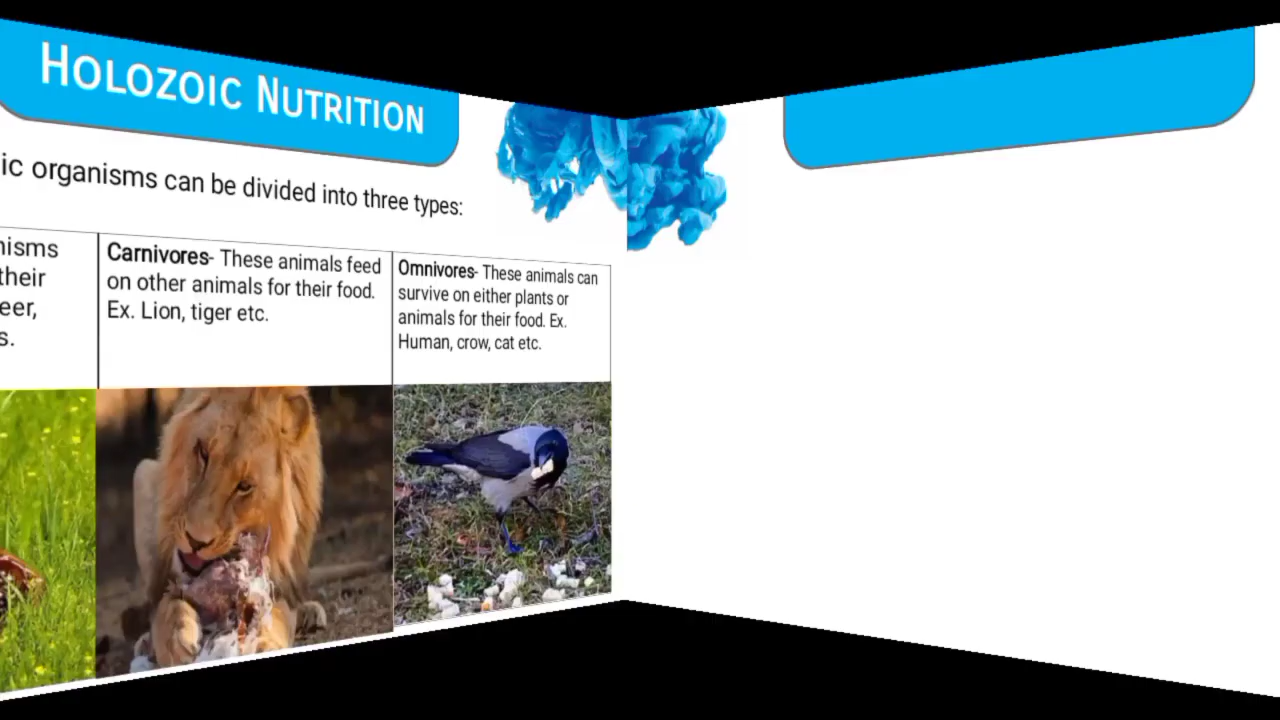 HOLOZOIC NUTRITION
ic organisms can be divided into three types:
nisms
their
eer,
s.
Carnivores- These animals feed
on other animals for their food.
Ex. Lion, tiger etc.
Omnivores- These animals can
survive on either plants or
animals for their food. Ex.
Human, crow, cat etc.